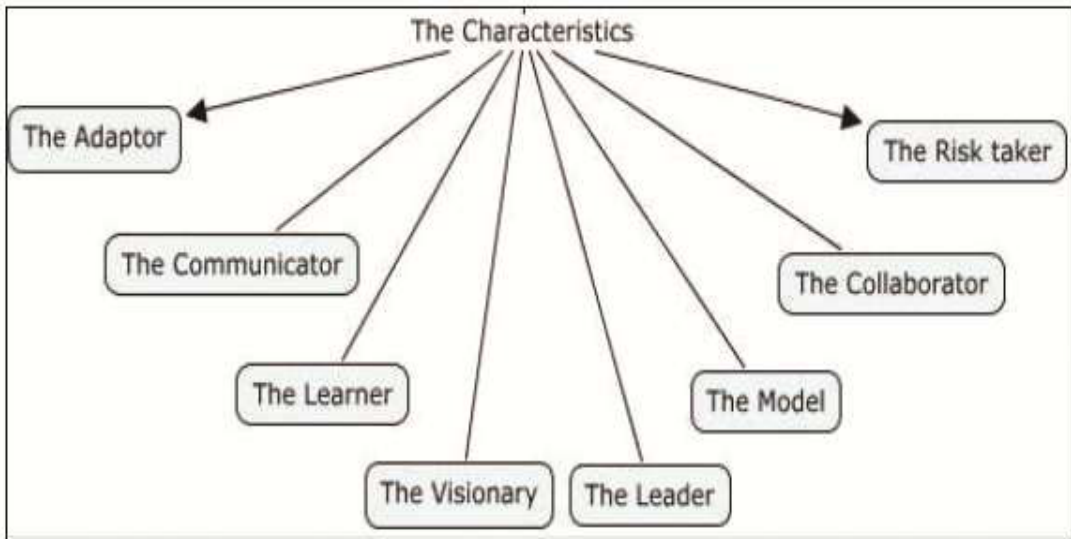 The Characteristics
The Adaptor
The Risk taker
The Communicator
The Collaborator
The Learner
The Model
The Visionary
The Leader